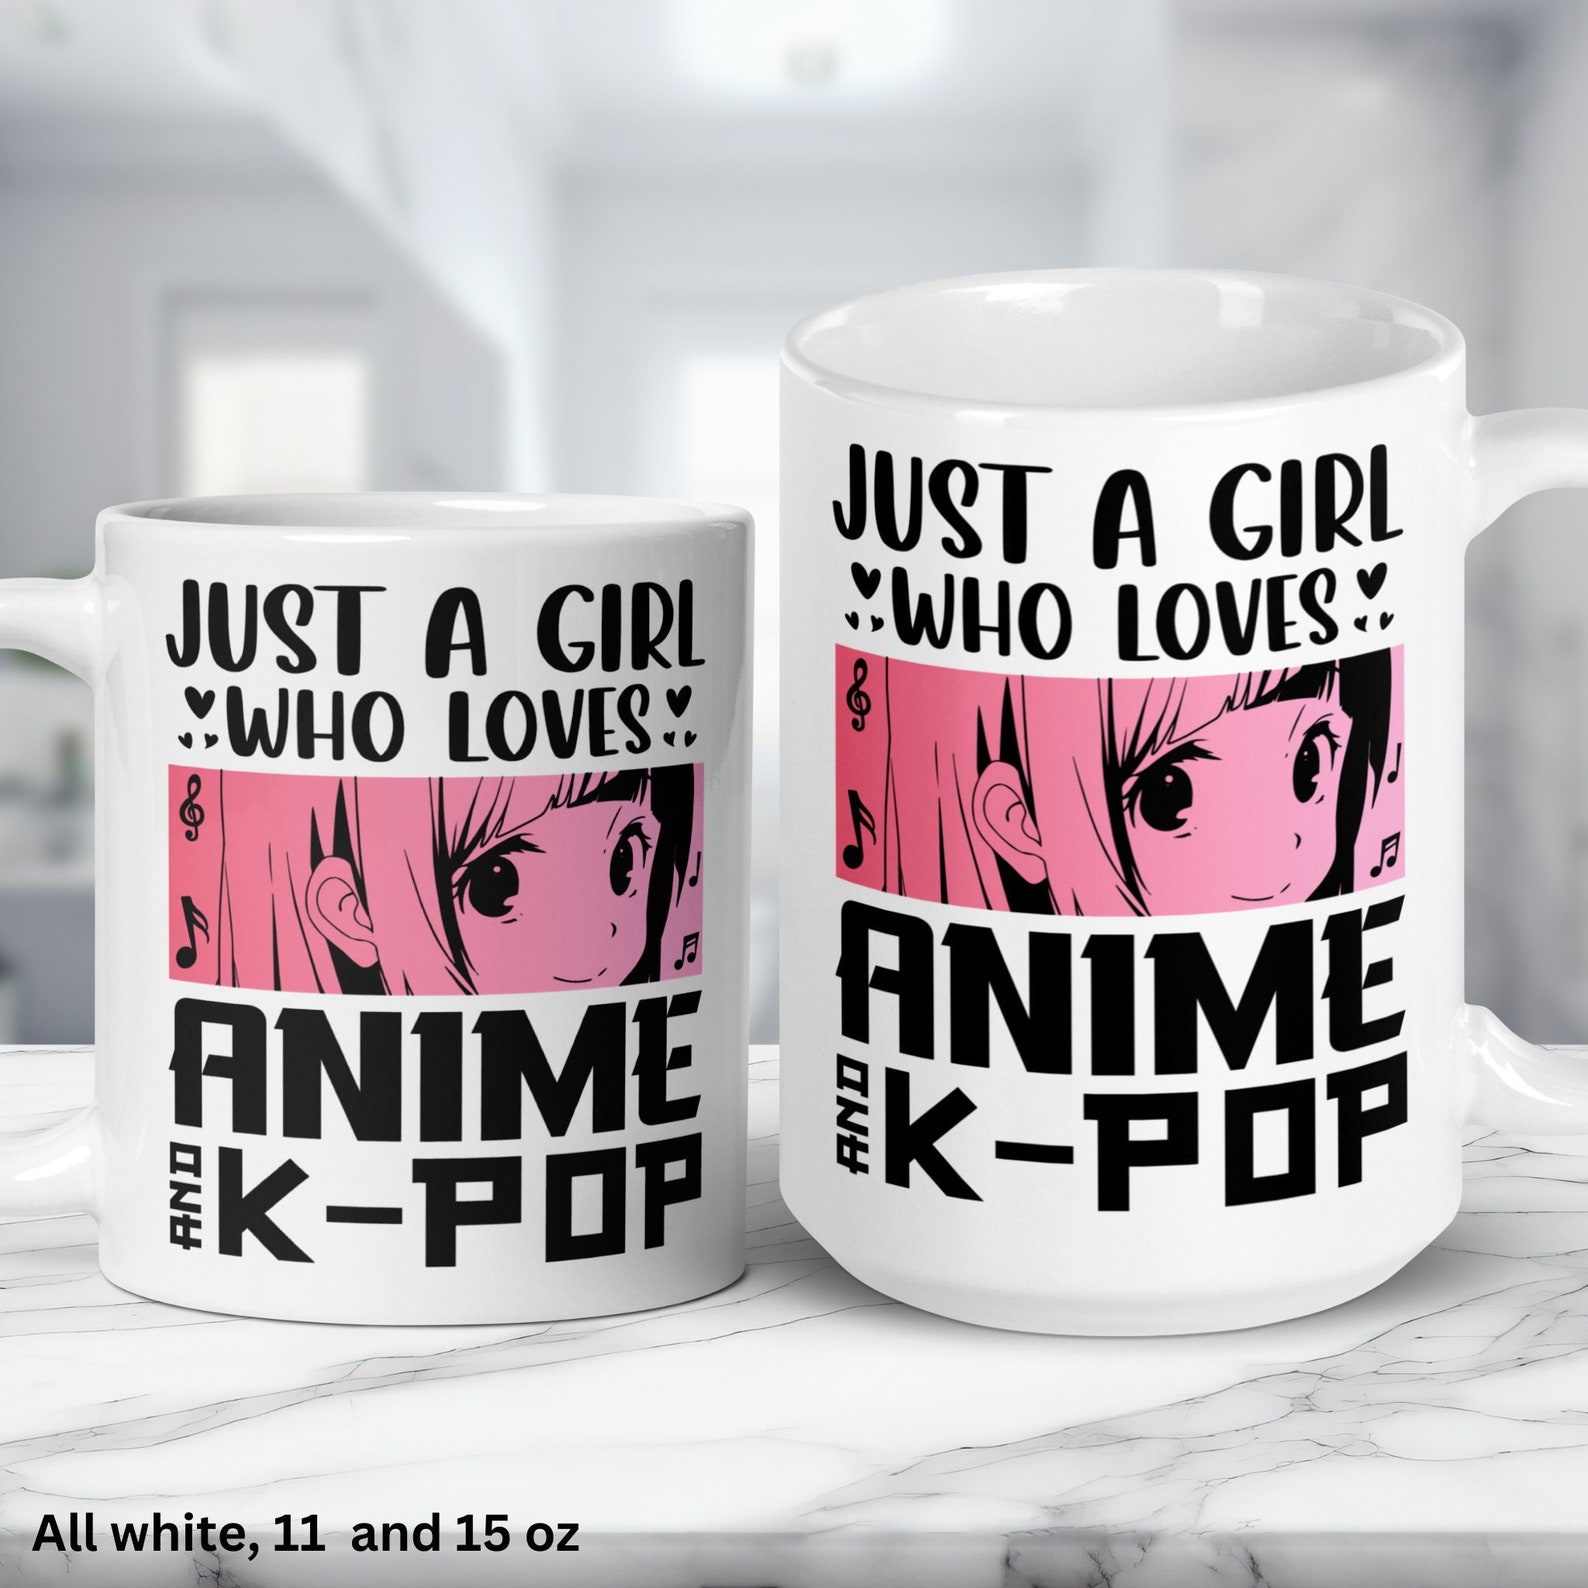 JUST A GIRL
WHO LOVES
ANIME
AND K-POP
JUST A GIRL
WHO LOVES
ANIME
AND K-POP
All white, 11 and 15 oz